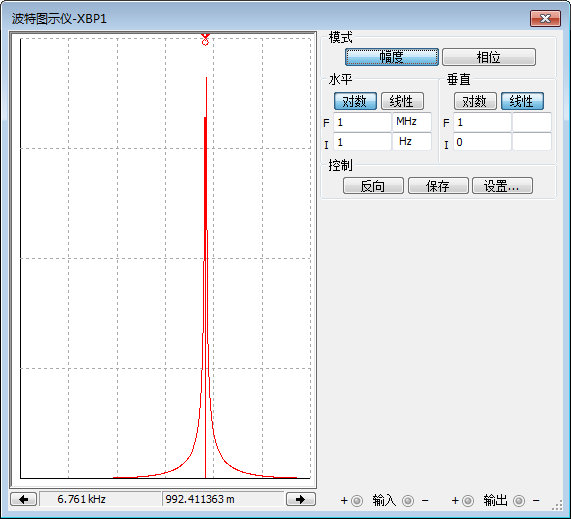 波特图示仪-XBP1
模式
幅度 相位
水平 垂直
对数 线性 对数 线性
F 1 MHz F 1
I 1 Hz I 0
控制
反向 保存 设置...
6.761 kHz 992.411363 m
+ 输入 − + 输出 −